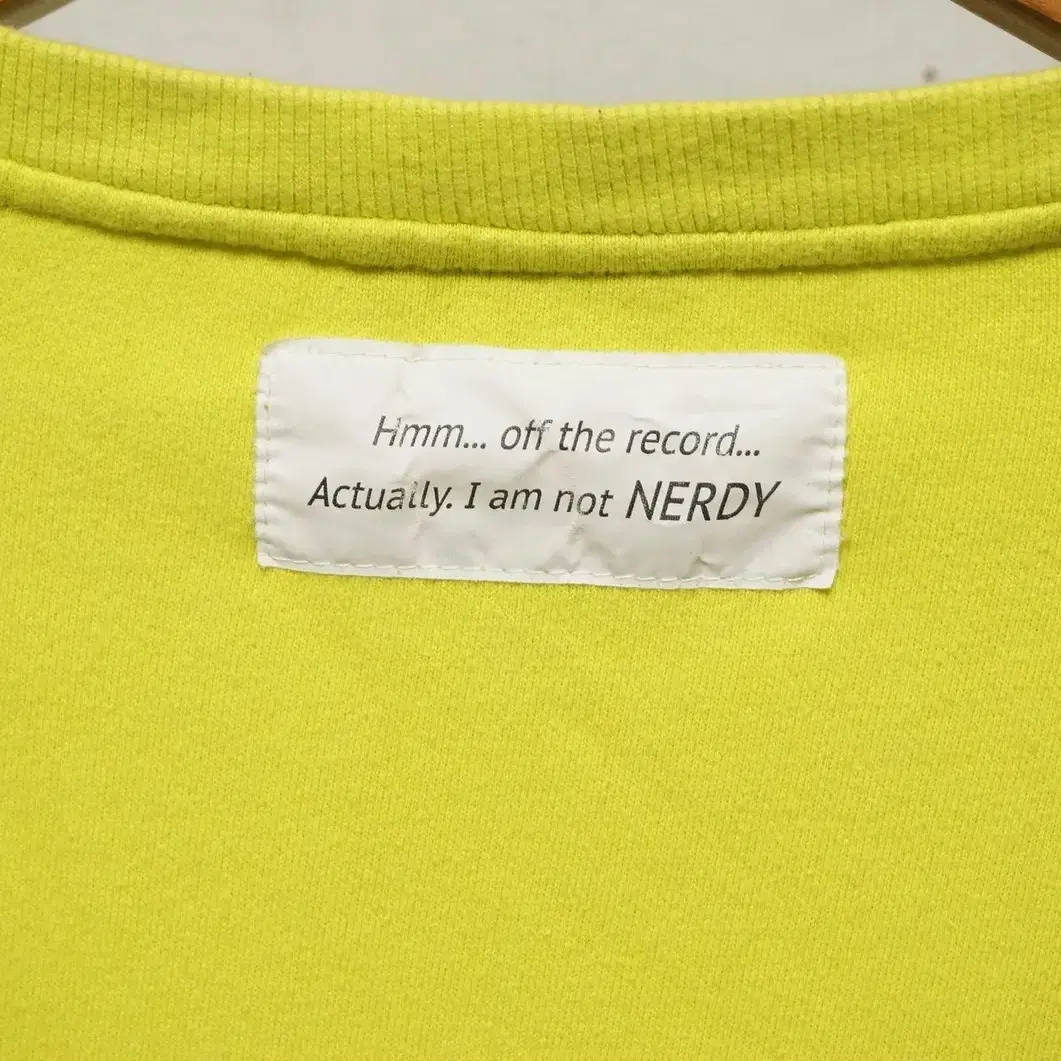 Hmm... off the record...
Actually. I am not NERDY